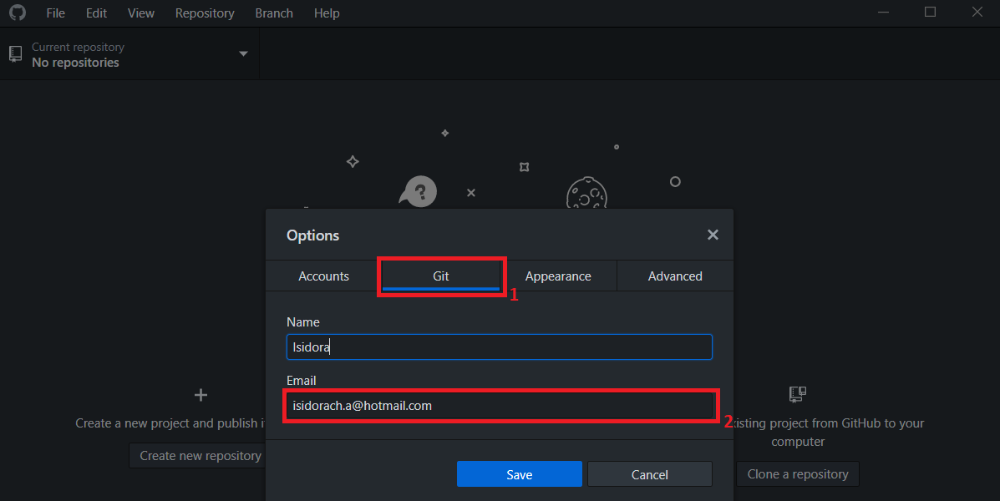 File Edit View Repository Branch Help
Current repository
No repositories
?
Options
Accounts Git Appearance Advanced
1
Name
Isidora
Email
isidorach.a@hotmail.com
2
Create a new project and publish i
Create new repository
isting project from GitHub to your
computer
Clone a repository
Save Cancel